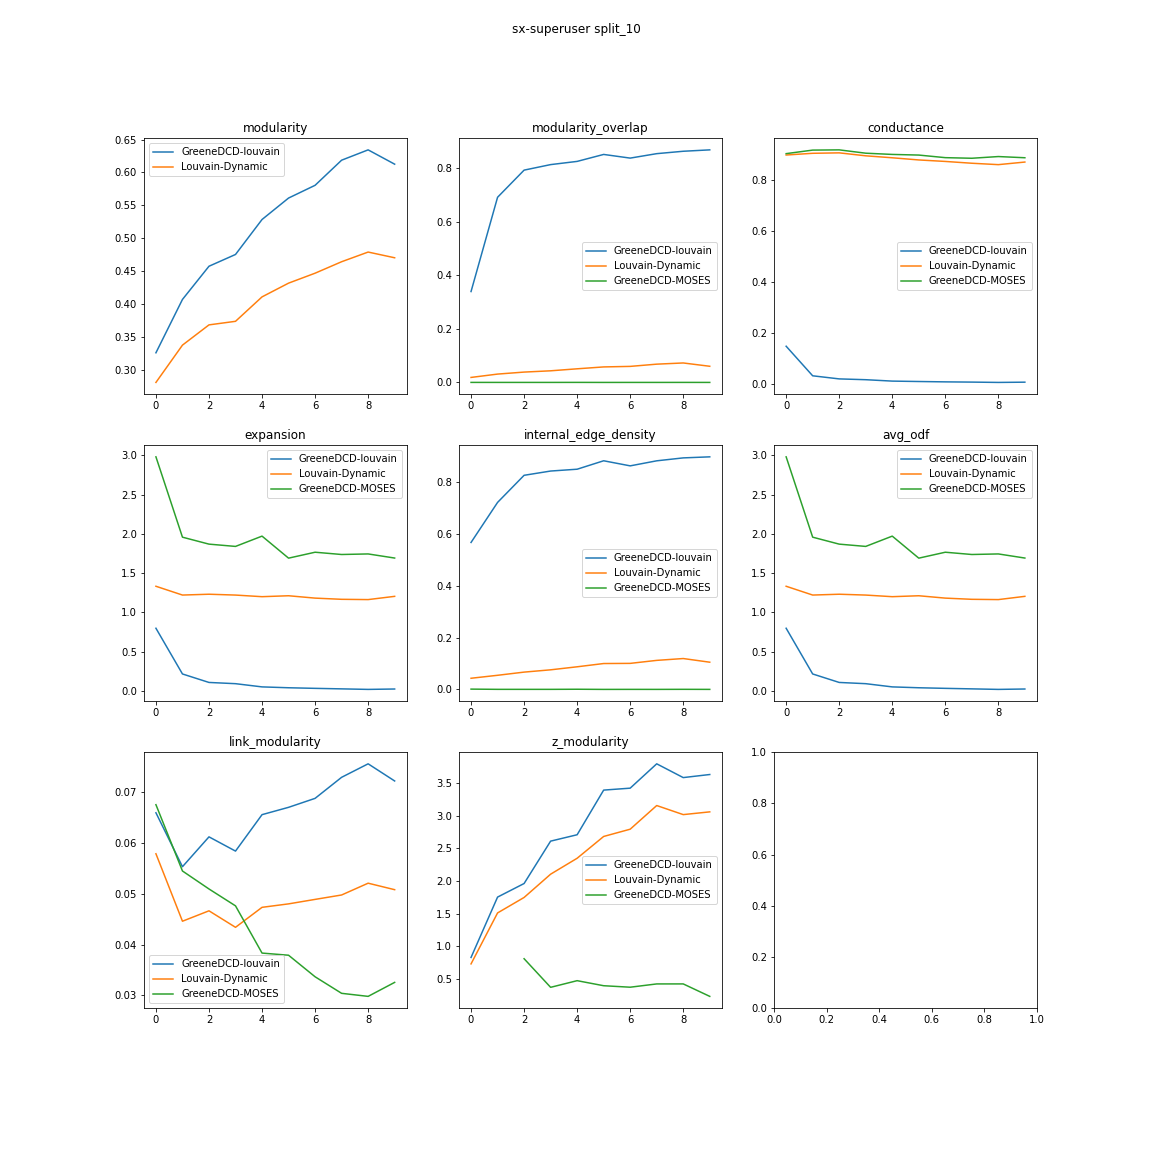 sx-superuser split_10
modularity
0.65
0.60
0.55
0.50
0.45
0.40
0.35
0.30
GreeneDCD-louvain
Louvain-Dynamic
0 2 4 6 8
modularity_overlap
0.8
0.6
0.4
0.2
0.0
GreeneDCD-louvain
Louvain-Dynamic
GreeneDCD-MOSES
0 2 4 6 8
conductance
0.8
0.6
0.4
0.2
0.0
GreeneDCD-louvain
Louvain-Dynamic
GreeneDCD-MOSES
0 2 4 6 8
expansion
3.0
2.5
2.0
1.5
1.0
0.5
0.0
GreeneDCD-louvain
Louvain-Dynamic
GreeneDCD-MOSES
0 2 4 6 8
internal_edge_density
0.8
0.6
0.4
0.2
0.0
GreeneDCD-louvain
Louvain-Dynamic
GreeneDCD-MOSES
0 2 4 6 8
avg_odf
3.0
2.5
2.0
1.5
1.0
0.5
0.0
GreeneDCD-louvain
Louvain-Dynamic
GreeneDCD-MOSES
0 2 4 6 8
link_modularity
0.07
0.06
0.05
0.04
0.03
GreeneDCD-louvain
Louvain-Dynamic
GreeneDCD-MOSES
0 2 4 6 8
z_modularity
3.5
3.0
2.5
2.0
1.5
1.0
0.5
GreeneDCD-louvain
Louvain-Dynamic
GreeneDCD-MOSES
0 2 4 6 8
1.0
0.8
0.6
0.4
0.2
0.0
0.0 0.2 0.4 0.6 0.8 1.0